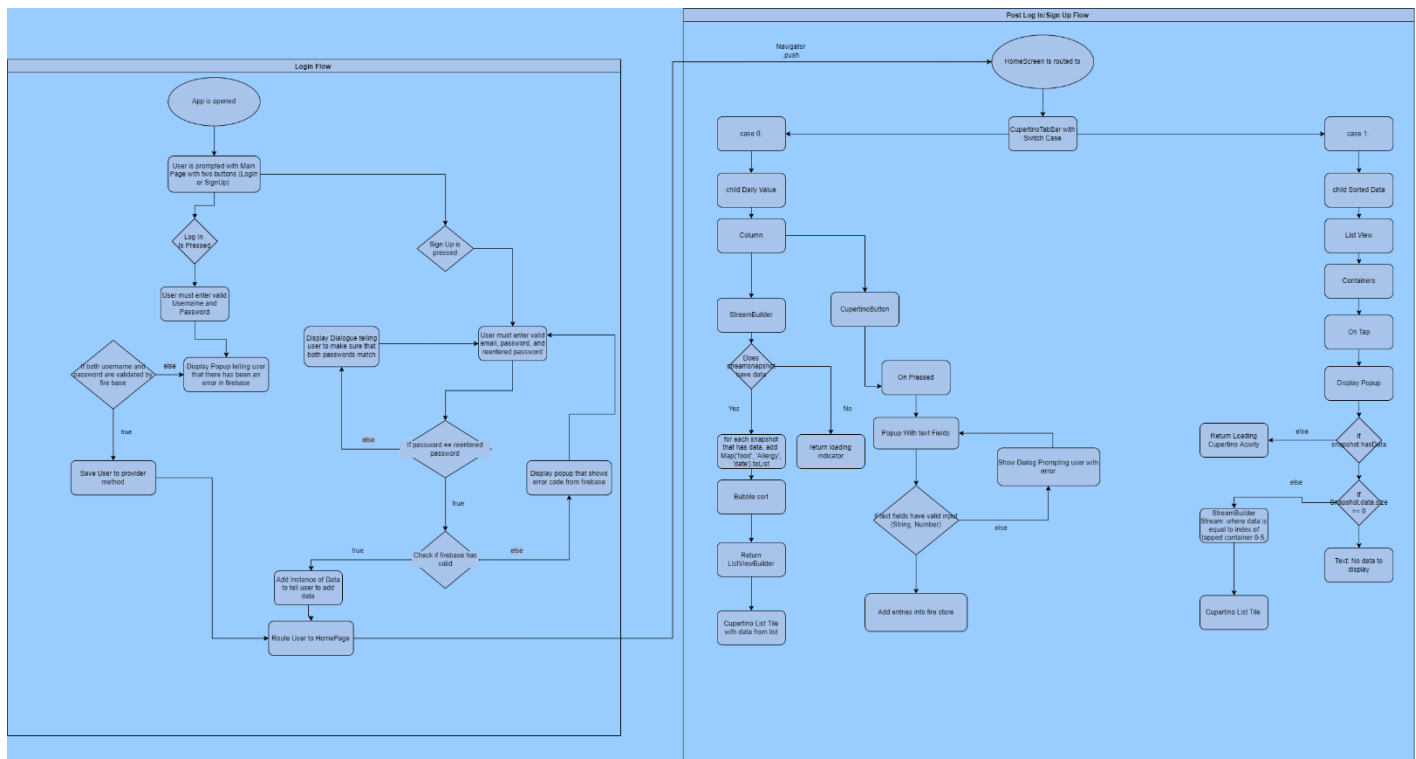 Post Log In/Sign Up Flow
Navigator
.push
HomeScreen is routed to
Login Flow
App is opened
User is prompted with Main
Page with two buttons (Login
or SignUp)
Log In
Is Pressed
Sign Up is
pressed
User must enter valid
Username and
Password
Display Dialogue telling
user to make sure that
both passwords match
User must enter valid
email, password, and
reentered password
If both username and
password are validated by
fire base
else
Display Popup telling user
that there has been an
error in firebase
true
else
If password == reentered
password
Save User to provider
method
Display popup that shows
error code from firebase
true
true
Check if firebase has
valid
else
Add instance of Data
to tell user to add
data
Route User to HomePage
case 0:
CupertinoTabBar with
Switch Case
case 1:
child Daily Value
child Sorted Data
Column
List View
Containers
StreamBuilder
CupertinoButton
On Tap
Does
streamsnapshot
have data
On Pressed
Display Popup
Yes
No
for each snapshot
that has data, add
Map('food', 'Allergy',
'date').toList
return loading
indicator
Popup With text Fields
Show Dialog Prompting user with
error
Return Loading
Cupertino Acivity
else
If
snapshot.hasData
Bubble sort
if text fields have valid input
(String, Number)
else
else
If
Snapshot.data.size
== 0
StreamBuilder
Stream: where data is
equal to index of
tapped container 0-5,
Return
ListViewBuilder
Text: No data to
display
Cupertino List Tile
with data from list
Add entries into fire store
Cupertino List Tile